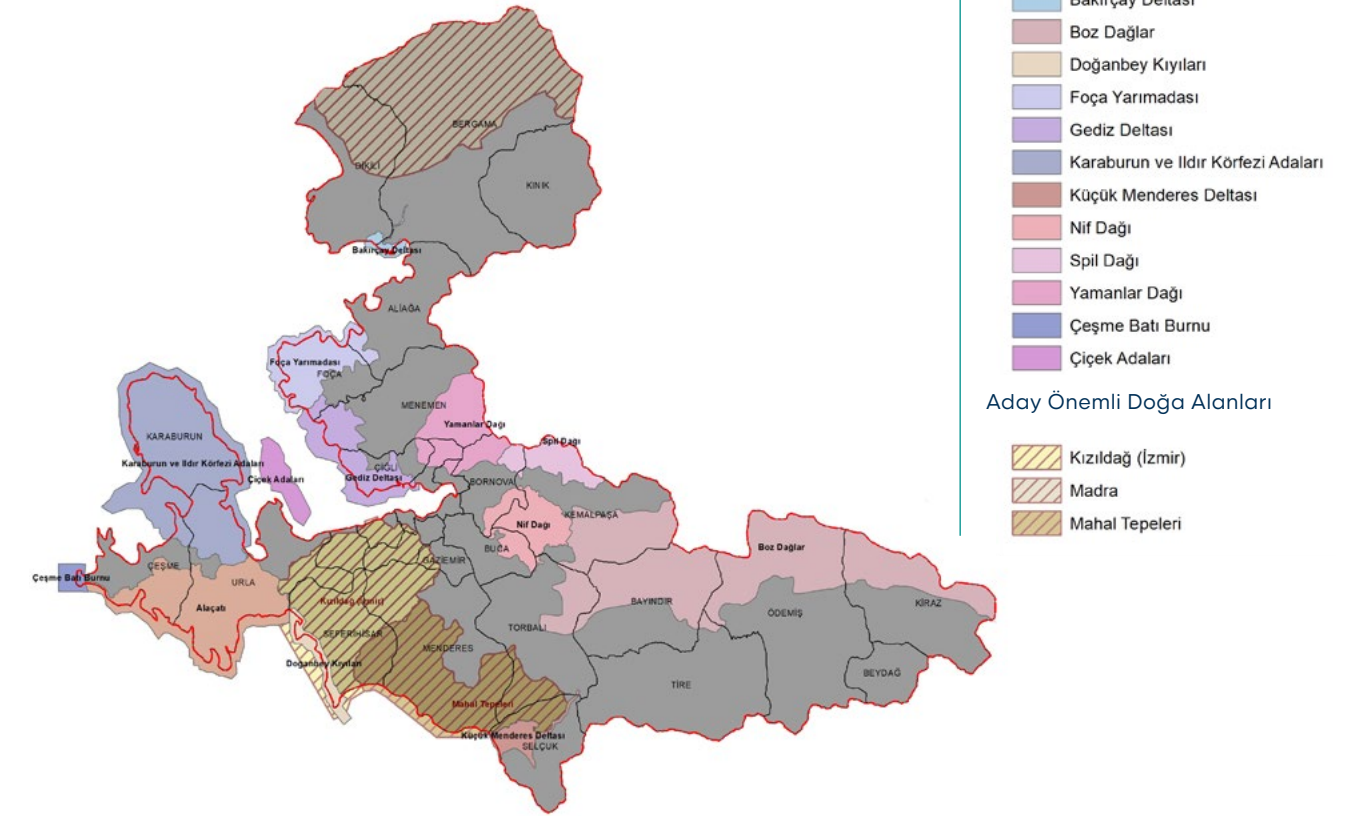 Bakırçay Deltası
Boz Dağlar
Doğanbey Kıyıları
Foça Yarımadası
Gediz Deltası
Karaburun ve Ildır Körfezi Adaları
Küçük Menderes Deltası
Nif Dağı
Spil Dağı
Yamanlar Dağı
Çeşme Batı Burnu
Çiçek Adaları
Aday Önemli Doğa Alanları
Kızıldağ (İzmir)
Madra
Mahal Tepeleri
BERGAMA
DİKİLİ
KINIK
Bakırçay Deltası
ALİAĞA
Foça Yarımadası
FOÇA
MENEMEN
Yamanlar Dağı
KARABURUN
Spil Dağı
Karaburun ve Ildır Körfezi Adaları
ÇİĞLİ
Çiçek Adaları
Gediz Deltası
BORNOVA
KEMALPAŞA
Nif Dağı
BUCA
Boz Dağlar
GAZİEMİR
ÇEŞME
Çeşme Batı Burnu
URLA
Kızıldağ (İzmir)
BAYINDIR
KİRAZ
Alaçatı
ÖDEMİŞ
TORBALI
SEFERİHİSAR
MENDERES
Doğanbey Kıyıları
BEYDAĞ
TİRE
Mahal Tepeleri
Küçük Menderes Deltası
SELÇUK